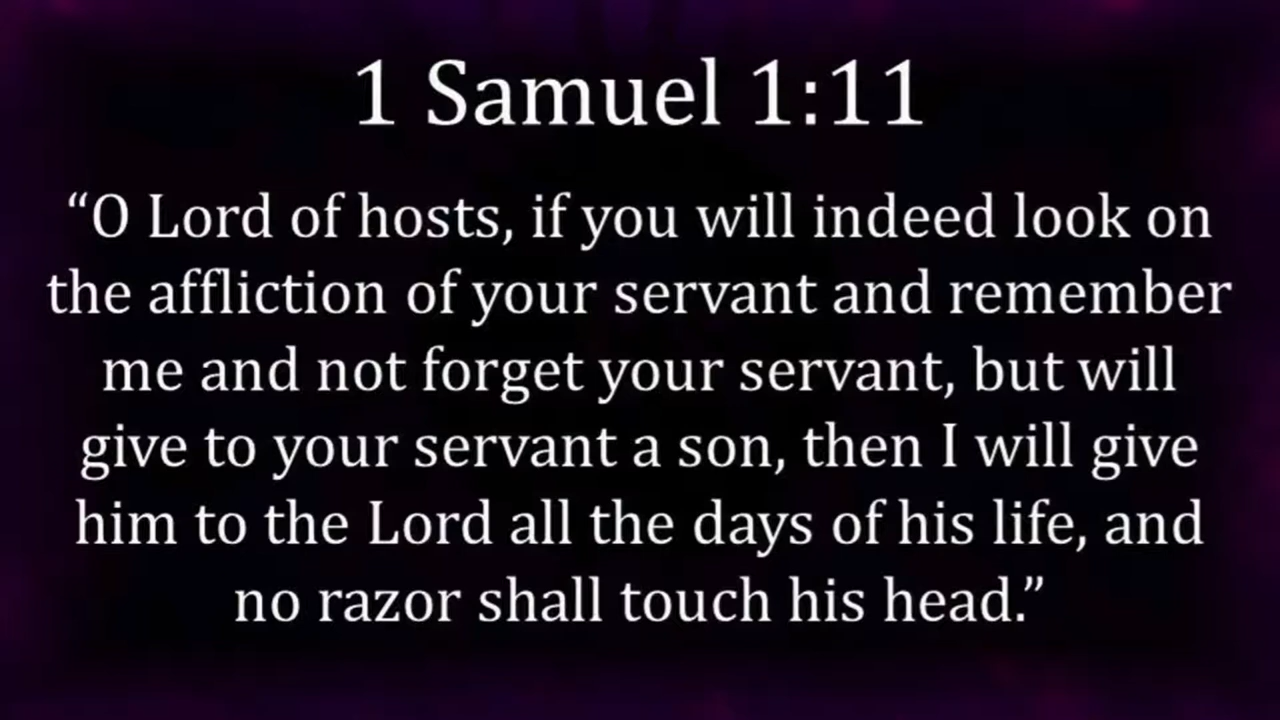 1 Samuel 1:11
“O Lord of hosts, if you will indeed look on
the affliction of your servant and remember
me and not forget your servant, but will
give to your servant a son, then I will give
him to the Lord all the days of his life, and
no razor shall touch his head.”